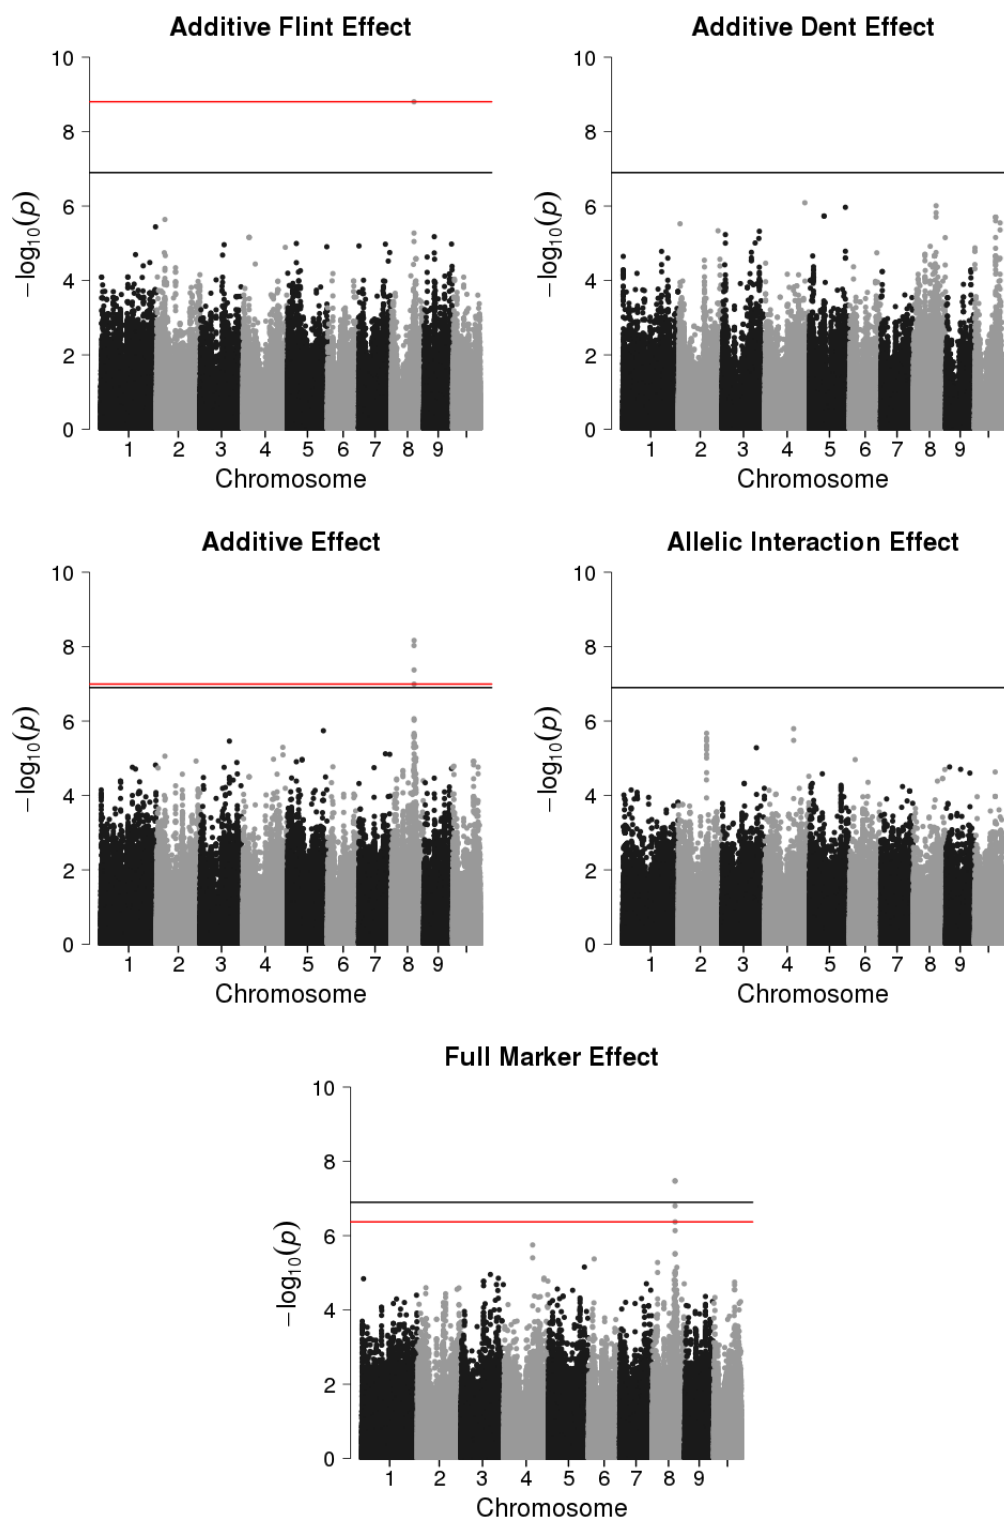 Additive Flint Effect
10
8
6
4
2
0
−log10(p)
1 2 3 4 5 6 7 8 9
Chromosome
Additive Dent Effect
10
8
6
4
2
0
−log10(p)
1 2 3 4 5 6 7 8 9
Chromosome
Additive Effect
10
8
6
4
2
0
−log10(p)
1 2 3 4 5 6 7 8 9
Chromosome
Allelic Interaction Effect
10
8
6
4
2
0
−log10(p)
1 2 3 4 5 6 7 8 9
Chromosome
Full Marker Effect
10
8
6
4
2
0
−log10(p)
1 2 3 4 5 6 7 8 9
Chromosome